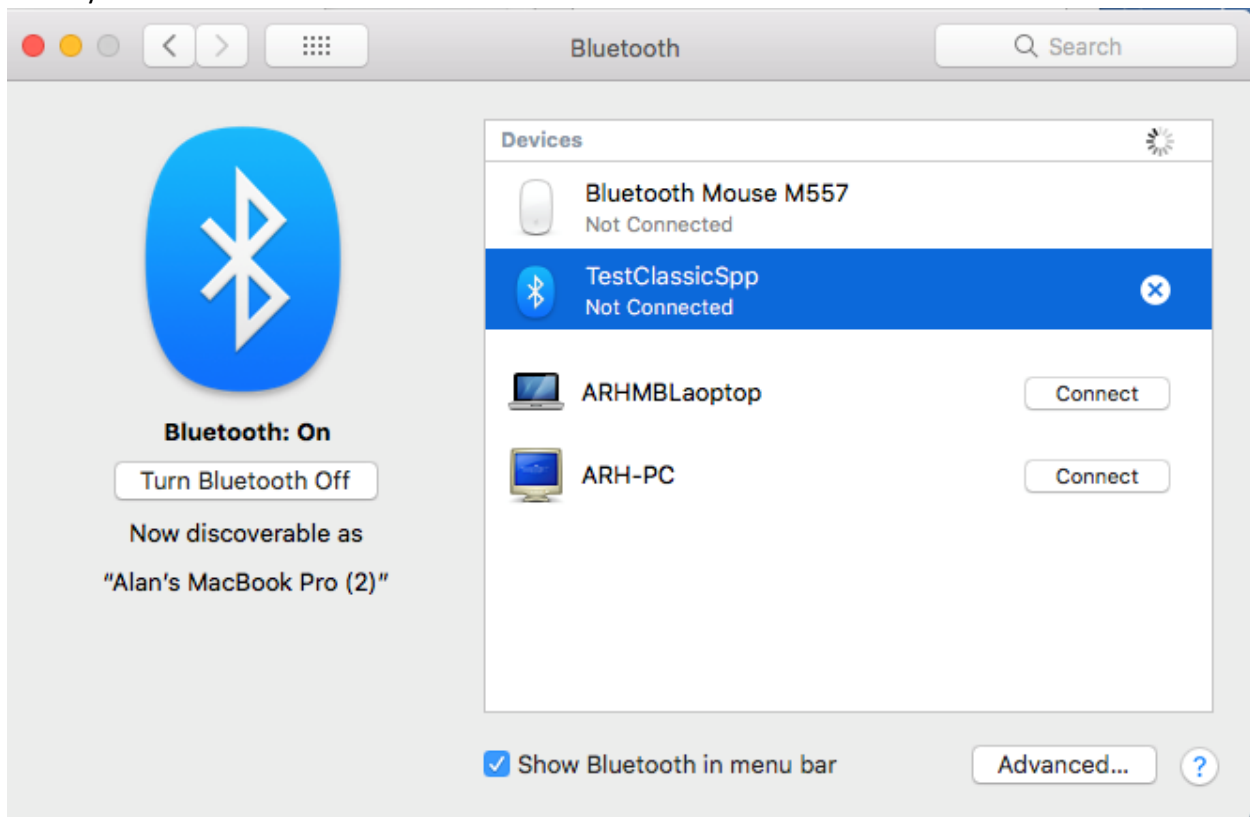 Bluetooth
Search
Devices
Bluetooth Mouse M557
Not Connected
TestClassicSpp
Not Connected
ARHMBLaoptop
Connect
ARH-PC
Connect
Bluetooth: On
Turn Bluetooth Off
Now discoverable as
"Alan's MacBook Pro (2)"
Show Bluetooth in menu bar
Advanced...
?